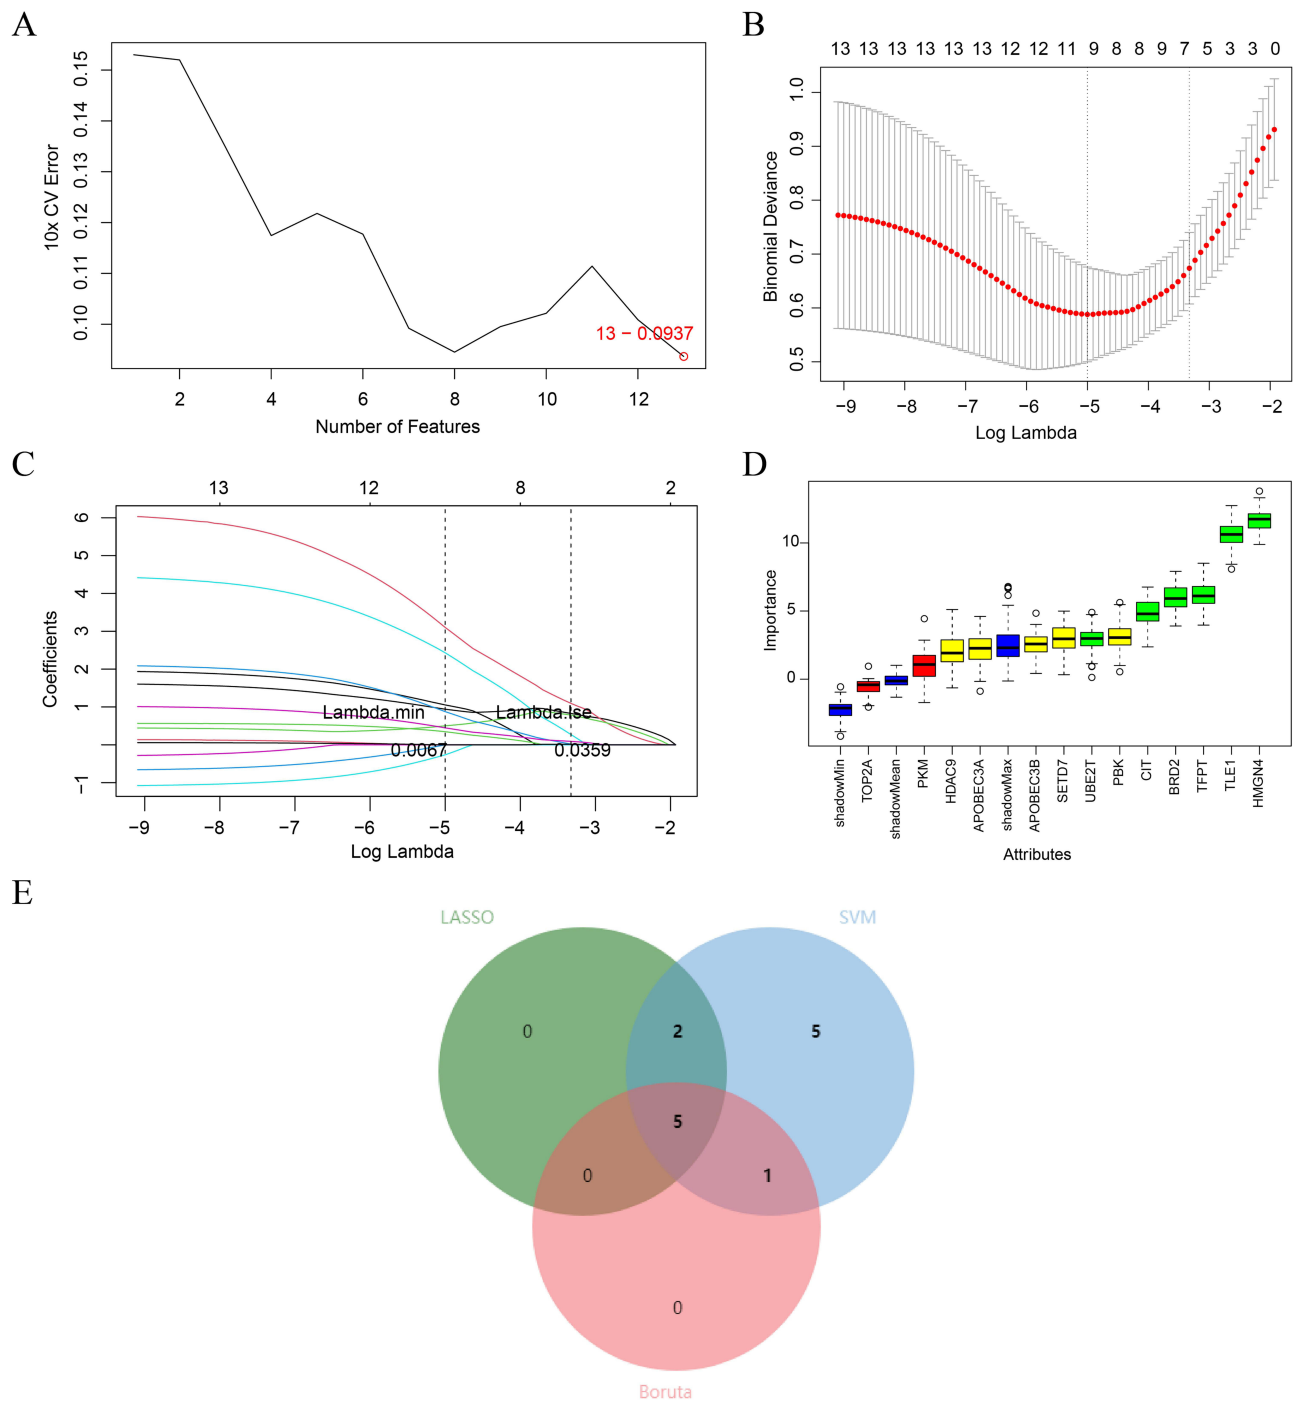 A
10x CV Error
0.15
0.14
0.13
0.12
0.11
0.10
13 − 0.0937
2 4 6 8 10 12
Number of Features
B
13 13 13 13 13 13 12 12 11 9 8 8 9 7 5 3 3 0
Binomial Deviance
1.0
0.9
0.8
0.7
0.6
0.5
−9 −8 −7 −6 −5 −4 −3 −2
Log Lambda
C
13 12 10 8 2
Coefficients
6
5
4
3
2
1
−1
Lambda.min
Lambda.lse
0.0067
0.0359
−9 −8 −7 −6 −5 −4 −3 −2
Log Lambda
D
Importance
10
5
0
shadowMin
TOP2A
shadowMean
PKM
HDAC9
APOBEC3A
shadowMax
APOBEC3B
SETD7
UBE2T
PBK
CIT
BRD2
TFPT
TLE1
HMGN4
Attributes
E
LASSO
SVM
0 2 5
5
0 1
0
Boruta